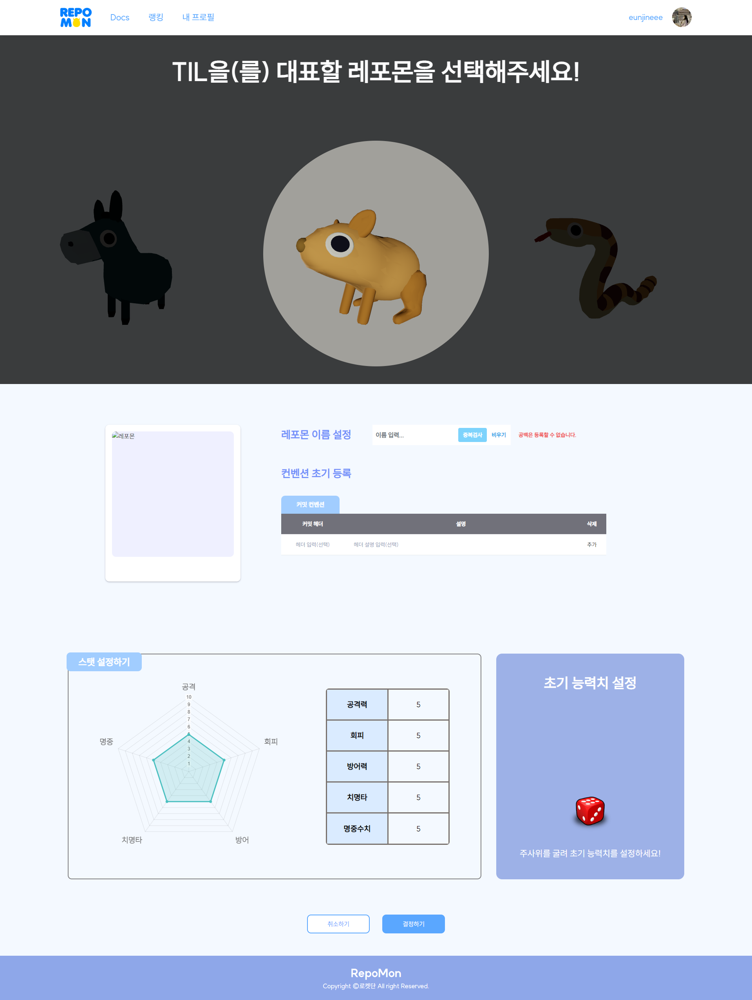 REPO
MON
Docs
랭킹
내 프로필
eunjineee
TIL을(를) 대표할 레포몬을 선택해주세요!
레포몬
레포몬 이름 설정
이름 입력...
중복검사
비우기
공백은 등록할 수 없습니다.
컨벤션 초기 등록
커밋 컨벤션
커밋 헤더
설명
삭제
헤더 입력(선택)
헤더 설명 입력(선택)
추가
스탯 설정하기
공격
10
9
8
7
6
4
3
2
1
명중
회피
치명타
방어
공격력
5
회피
5
방어력
5
치명타
5
명중수치
5
초기 능력치 설정
주사위를 굴려 초기 능력치를 설정하세요!
취소하기
결정하기
RepoMon
Copyright ©로켓단 All right Reserved.